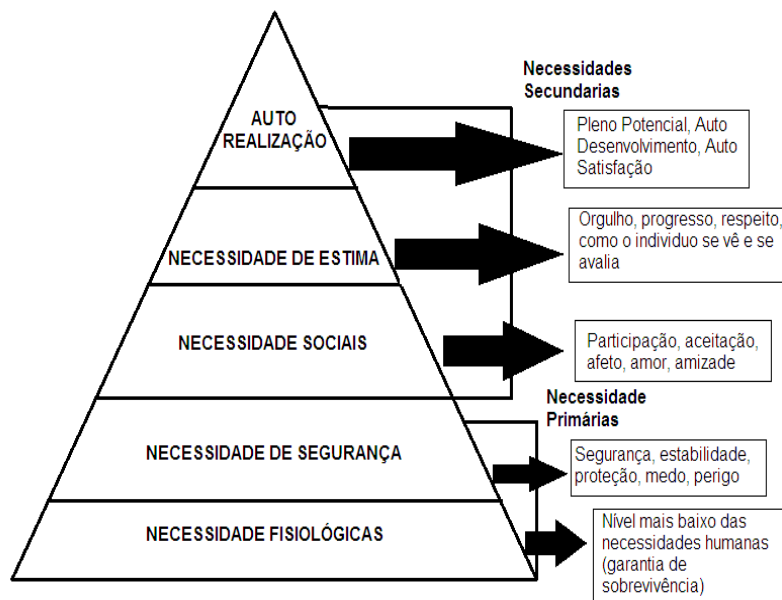 Necessidades
Secundarias
AUTO
REALIZAÇÃO
Pleno Potencial, Auto
Desenvolvimento, Auto
Satisfação
NECESSIDADE DE ESTIMA
Orgulho, progresso, respeito,
como o individuo se vê e se
avalia
NECESSIDADE SOCIAIS
Participação, aceitação,
afeto, amor, amizade
Necessidade
Primárias
NECESSIDADE DE SEGURANÇA
Segurança, estabilidade,
proteção, medo, perigo
NECESSIDADE FISIOLÓGICAS
Nível mais baixo das
necessidades humanas
(garantia de
sobrevivência)